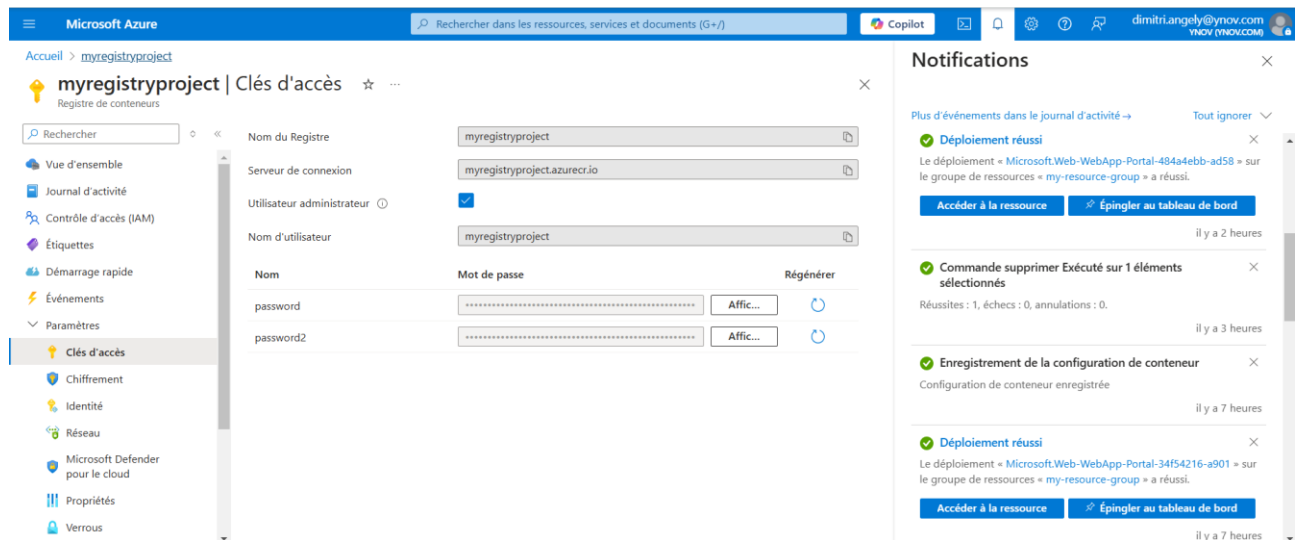 Microsoft Azure
Rechercher dans les ressources, services et documents (G+/)
Copilot
dimitri.angely@ynov.com
YNOV (YNOV.COM)
Accueil > myregistryproject
myregistryproject | Clés d'accès
Registre de conteneurs
Rechercher
Vue d'ensemble
Journal d'activité
Contrôle d'accès (IAM)
Étiquettes
Démarrage rapide
Événements
Paramètres
Clés d'accès
Chiffrement
Identité
Réseau
Microsoft Defender
pour le cloud
Propriétés
Verrous
Nom du Registre
myregistryproject
Serveur de connexion
myregistryproject.azurecr.io
Utilisateur administrateur
Nom d'utilisateur
myregistryproject
Nom Mot de passe Régénérer
password Affic...
password2 Affic...
Notifications
Plus d'événements dans le journal d'activité → Tout ignorer
Déploiement réussi
Le déploiement « Microsoft.Web-WebApp-Portal-484a4ebb-ad58 » sur
le groupe de ressources « my-resource-group » a réussi.
Accéder à la ressource Épingler au tableau de bord
il y a 2 heures
Commande supprimer Exécuté sur 1 éléments
sélectionnés
Réussites : 1, échecs : 0, annulations : 0.
il y a 3 heures
Enregistrement de la configuration de conteneur
Configuration de conteneur enregistrée
il y a 7 heures
Déploiement réussi
Le déploiement « Microsoft.Web-WebApp-Portal-34f54216-a901 » sur
le groupe de ressources « my-resource-group » a réussi.
Accéder à la ressource Épingler au tableau de bord
il y a 7 heures